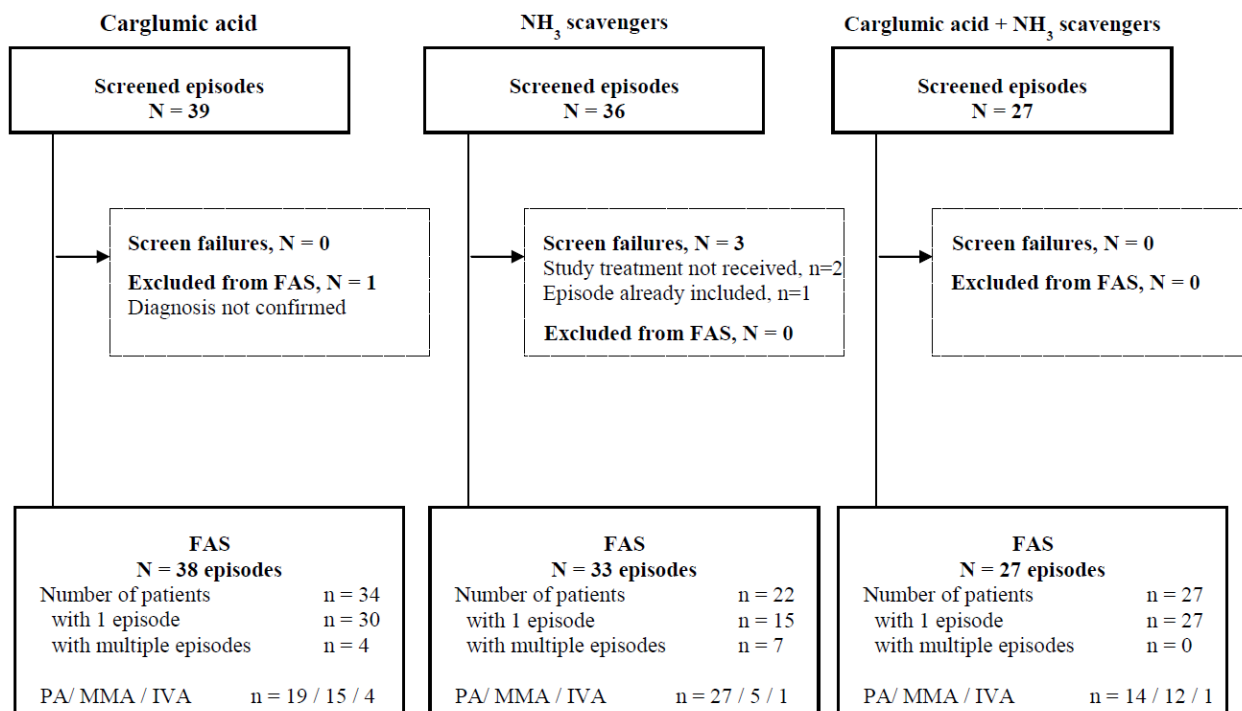 Carglumic acid
Screened episodes
N = 39
Screen failures, N = 0
Excluded from FAS, N = 1
Diagnosis not confirmed
FAS
N = 38 episodes
Number of patients n = 34
with 1 episode n = 30
with multiple episodes n = 4
PA/ MMA / IVA n = 19 / 15 / 4
NH3 scavengers
Screened episodes
N = 36
Screen failures, N = 3
Study treatment not received, n=2
Episode already included, n=1
Excluded from FAS, N = 0
FAS
N = 33 episodes
Number of patients n = 22
with 1 episode n = 15
with multiple episodes n = 7
PA/ MMA / IVA n = 27 / 5 / 1
Carglumic acid + NH3 scavengers
Screened episodes
N = 27
Screen failures, N = 0
Excluded from FAS, N = 0
FAS
N = 27 episodes
Number of patients n = 27
with 1 episode n = 27
with multiple episodes n = 0
PA/ MMA / IVA n = 14 / 12 / 1